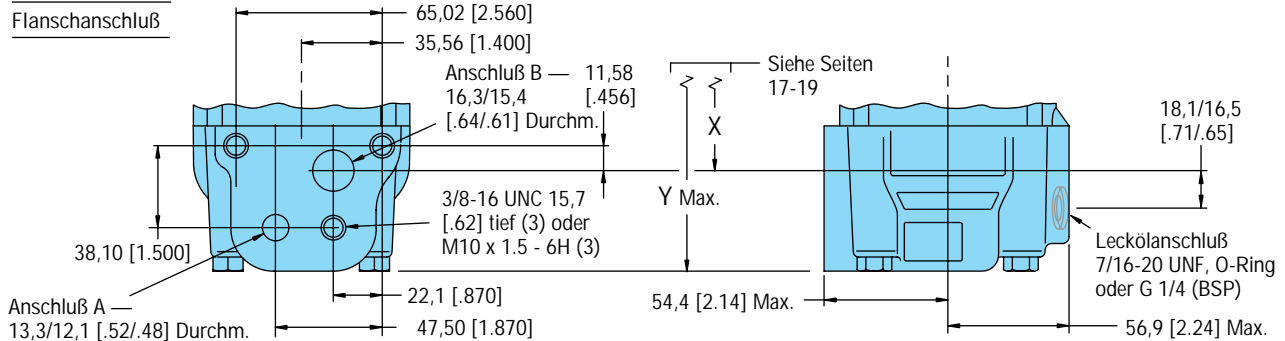 Flanschanschluß
65,02 [2.560]
35,56 [1.400]
Anschluß B — 11,58
16,3/15,4 [.456]
[.64/.61] Durchm.
Siehe Seiten
17-19
18,1/16,5
[.71/.65]
X
Y Max.
3/8-16 UNC 15,7
[.62] tief (3) oder
M10 x 1.5 - 6H (3)
38,10 [1.500]
Leckölanschluß
7/16-20 UNF, O-Ring
oder G 1/4 (BSP)
22,1 [.870]
54,4 [2.14] Max.
Anschluß A —
13,3/12,1 [.52/.48] Durchm.
47,50 [1.870]
56,9 [2.24] Max.